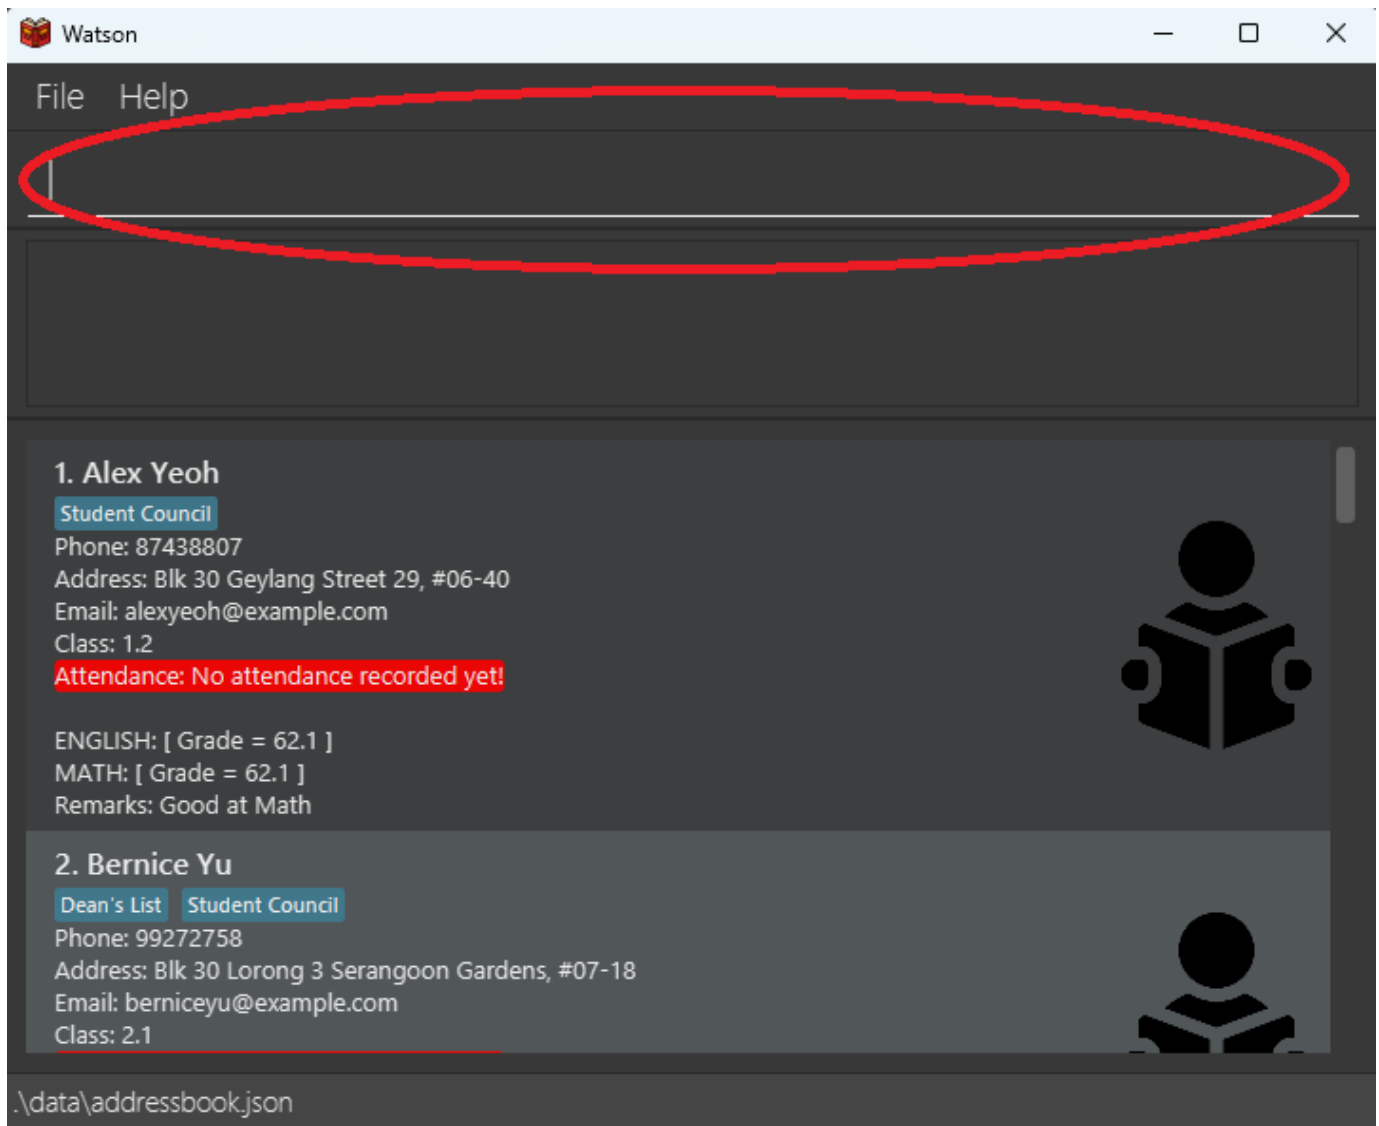 Watson
File Help
1. Alex Yeoh
Student Council
Phone: 87438807
Address: Blk 30 Geylang Street 29, #06-40
Email: alexyeoh@example.com
Class: 1.2
Attendance: No attendance recorded yet!
ENGLISH: [ Grade = 62.1 ]
MATH: [ Grade = 62.1 ]
Remarks: Good at Math
2. Bernice Yu
Dean's List Student Council
Phone: 99272758
Address: Blk 30 Lorong 3 Serangoon Gardens, #07-18
Email: berniceyu@example.com
Class: 2.1
.\data\addressbook.json